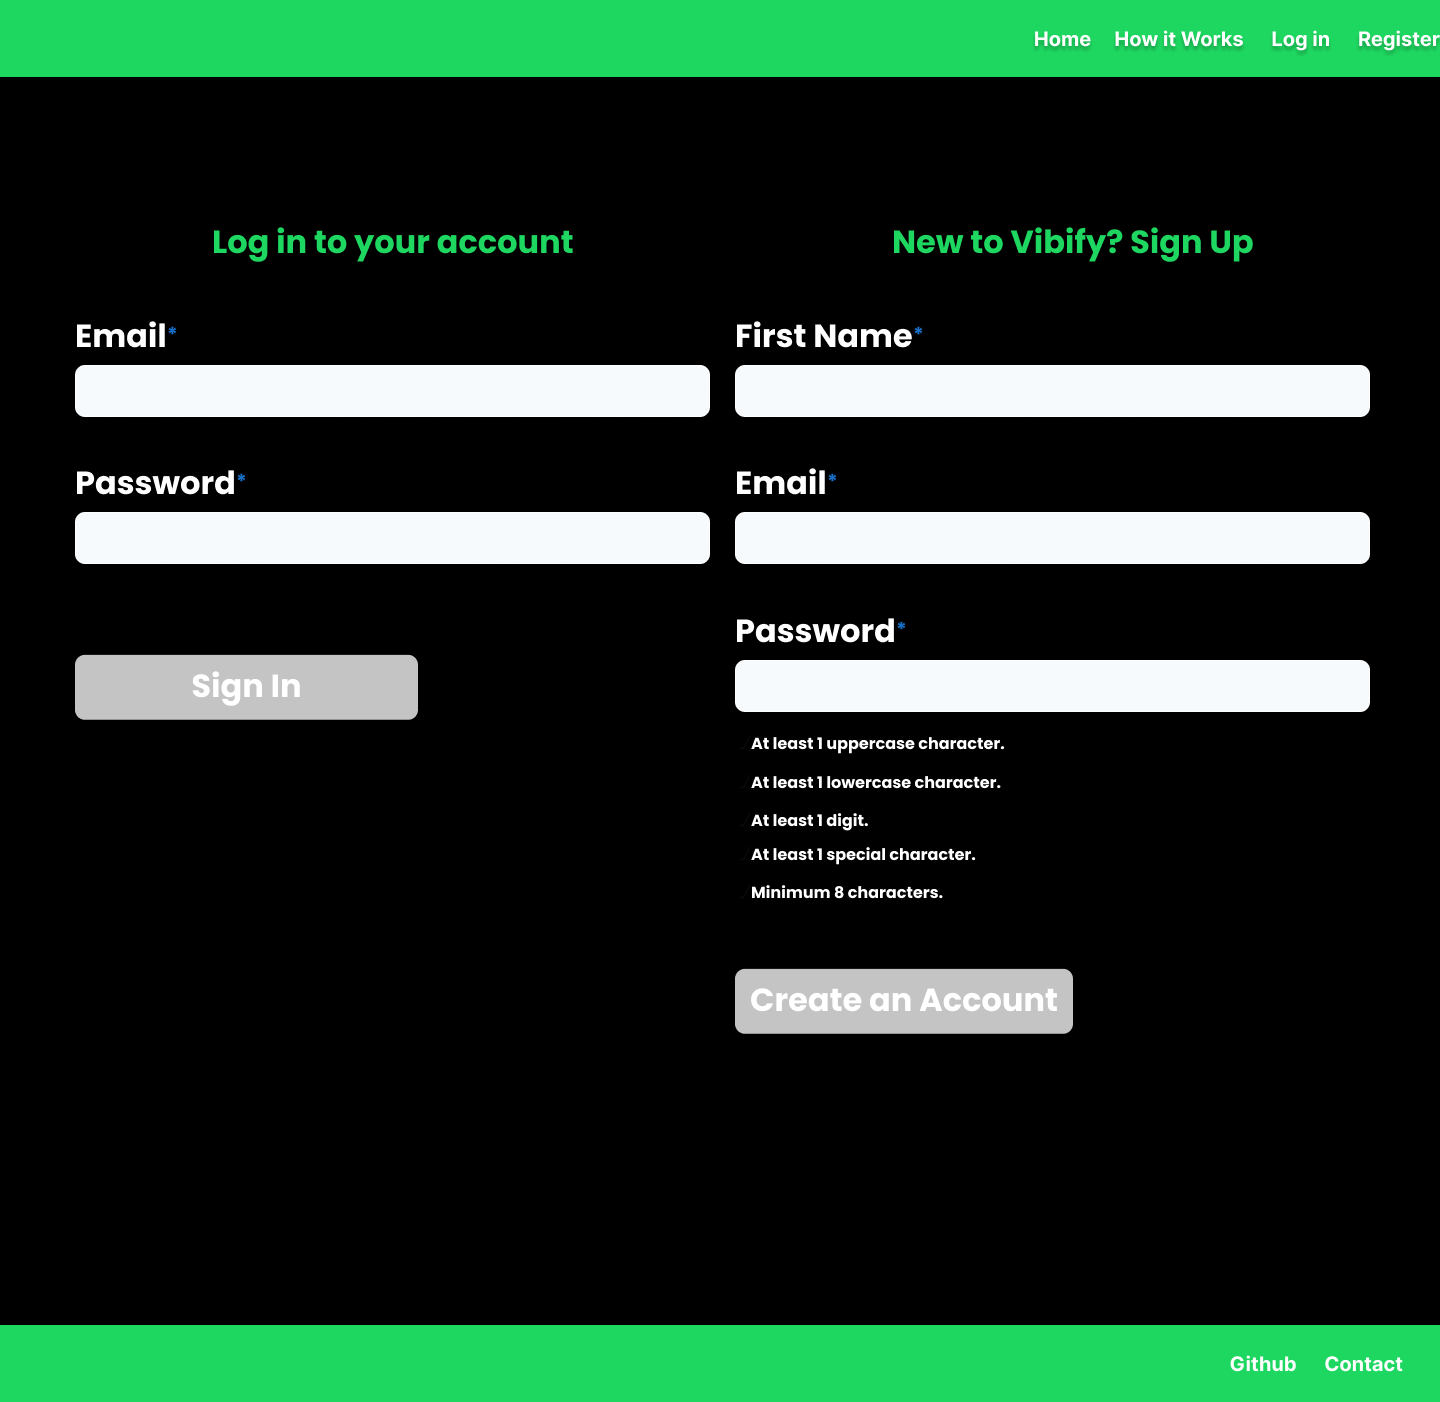 Home How it Works Log in Register
Log in to your account
Email*
Password*
Sign In
New to Vibify? Sign Up
First Name*
Email*
Password*
At least 1 uppercase character.
At least 1 lowercase character.
At least 1 digit.
At least 1 special character.
Minimum 8 characters.
Create an Account
Github Contact